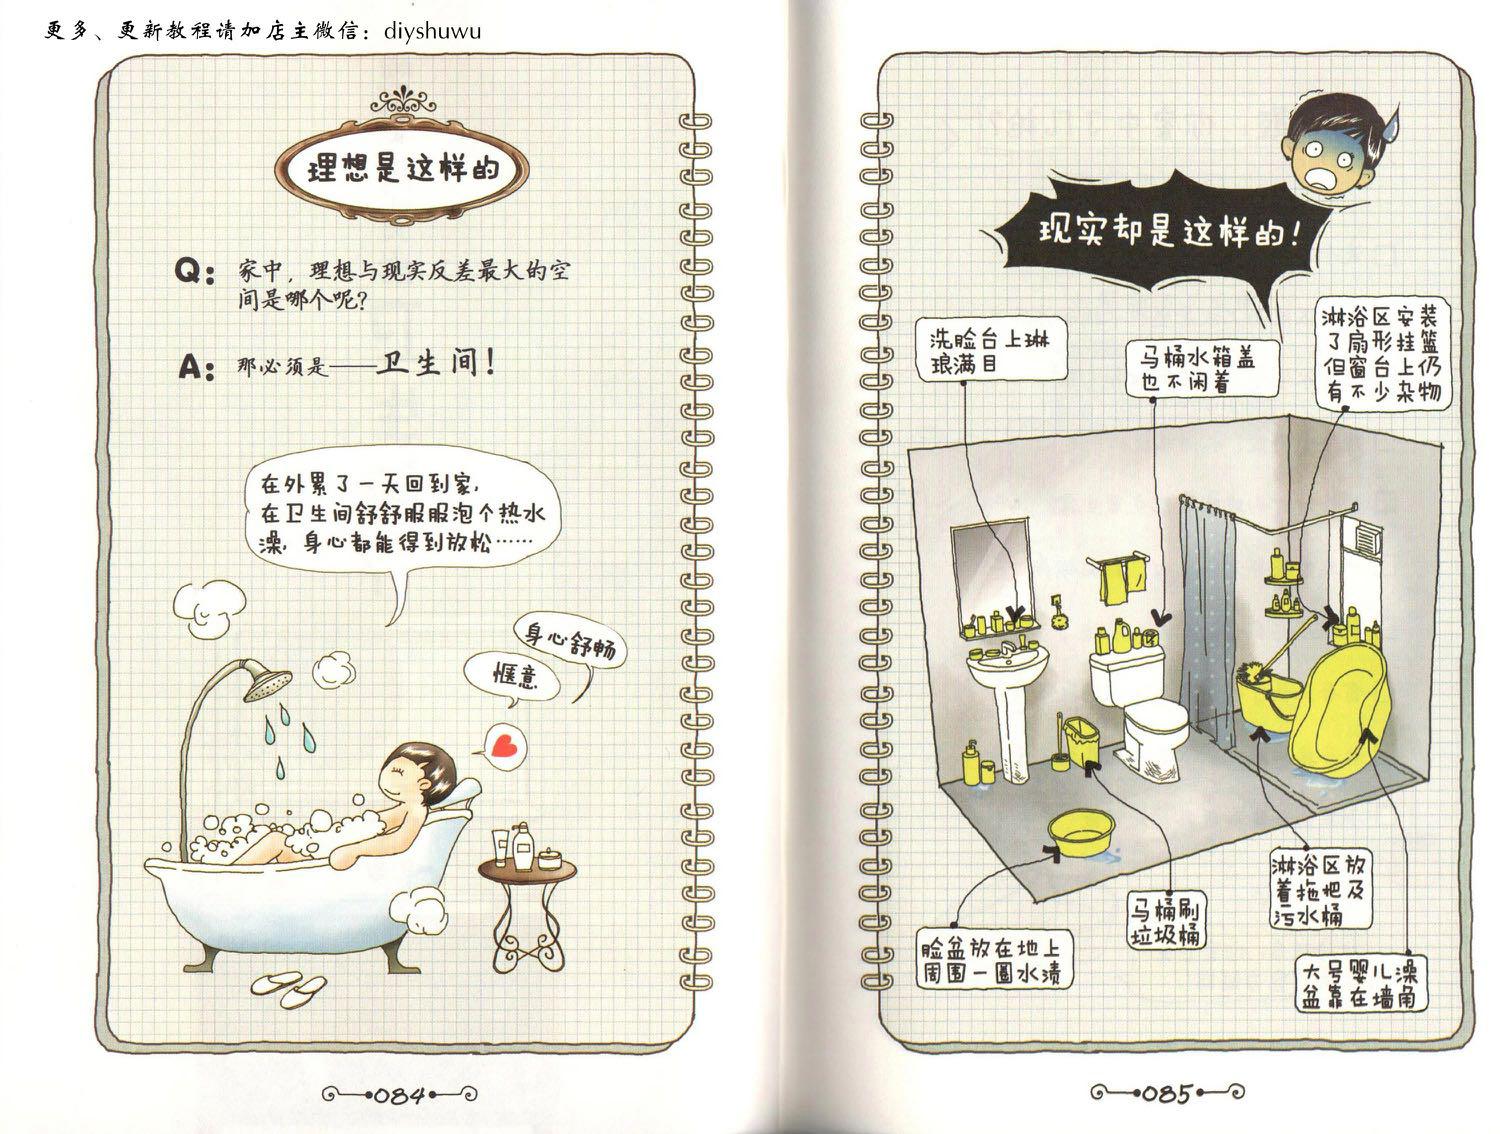 更多、更新教程请加店主微信：diyshuwu
理想是这样的
Q：家中，理想与现实反差最大的空
间是哪个呢？
A：那必须是——卫生间！
在外累了一天回到家，
在卫生间舒舒服服泡个热水
澡，身心都能得到放松……
身心舒畅
惬意
084
现实却是这样的！
洗脸台上琳
琅满目
马桶水箱盖
也不闲着
淋浴区安装
了扇形挂篮
但窗台上仍
有不少杂物
脸盆放在地上
周围一圈水渍
马桶刷
垃圾桶
淋浴区放
着拖把及
污水桶
大号婴儿澡
盆靠在墙角
085